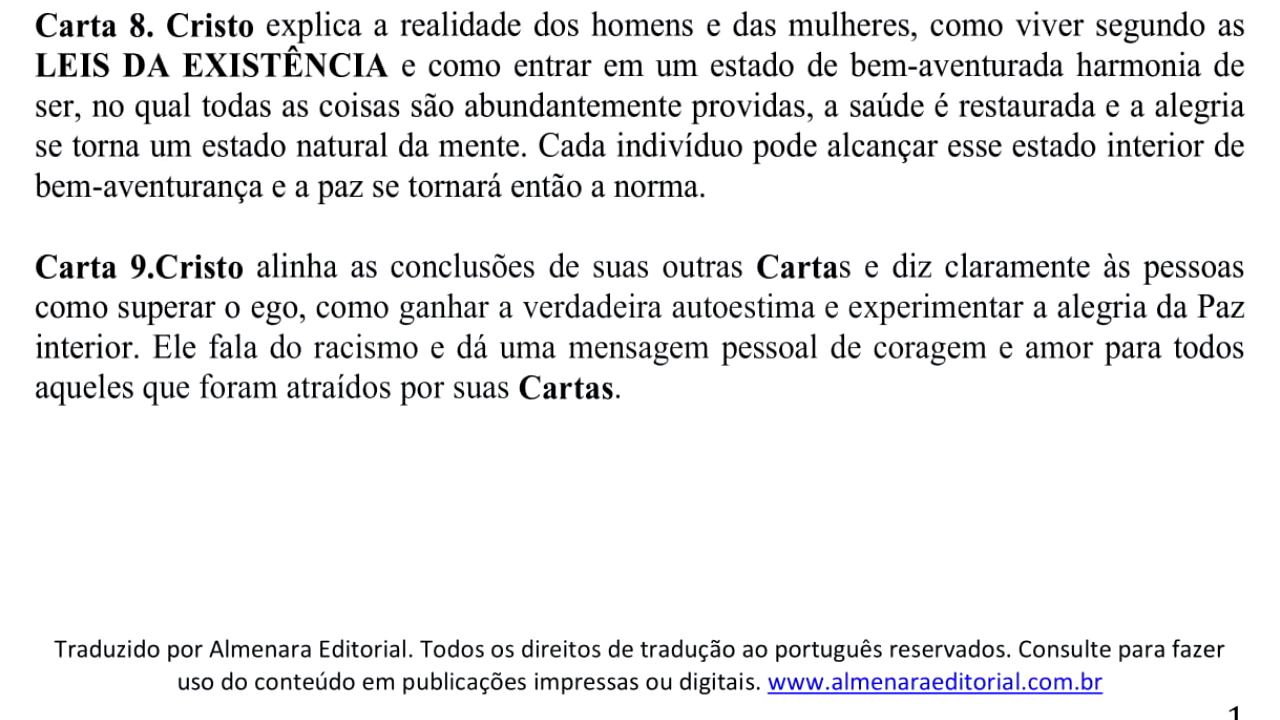 Carta 8. Cristo explica a realidade dos homens e das mulheres, como viver segundo as
LEIS DA EXISTÊNCIA e como entrar em um estado de bem-aventurada harmonia de
ser, no qual todas as coisas são abundantemente providas, a saúde é restaurada e a alegria
se torna um estado natural da mente. Cada indivíduo pode alcançar esse estado interior de
bem-aventurança e a paz se tornará então a norma.
Carta 9.Cristo alinha as conclusões de suas outras Cartas e diz claramente às pessoas
como superar o ego, como ganhar a verdadeira autoestima e experimentar a alegria da Paz
interior. Ele fala do racismo e dá uma mensagem pessoal de coragem e amor para todos
aqueles que foram atraídos por suas Cartas.
Traduzido por Almenara Editorial. Todos os direitos de tradução ao português reservados. Consulte para fazer
uso do conteúdo em publicações impressas ou digitais. www.almenaraeditorial.com.br
1